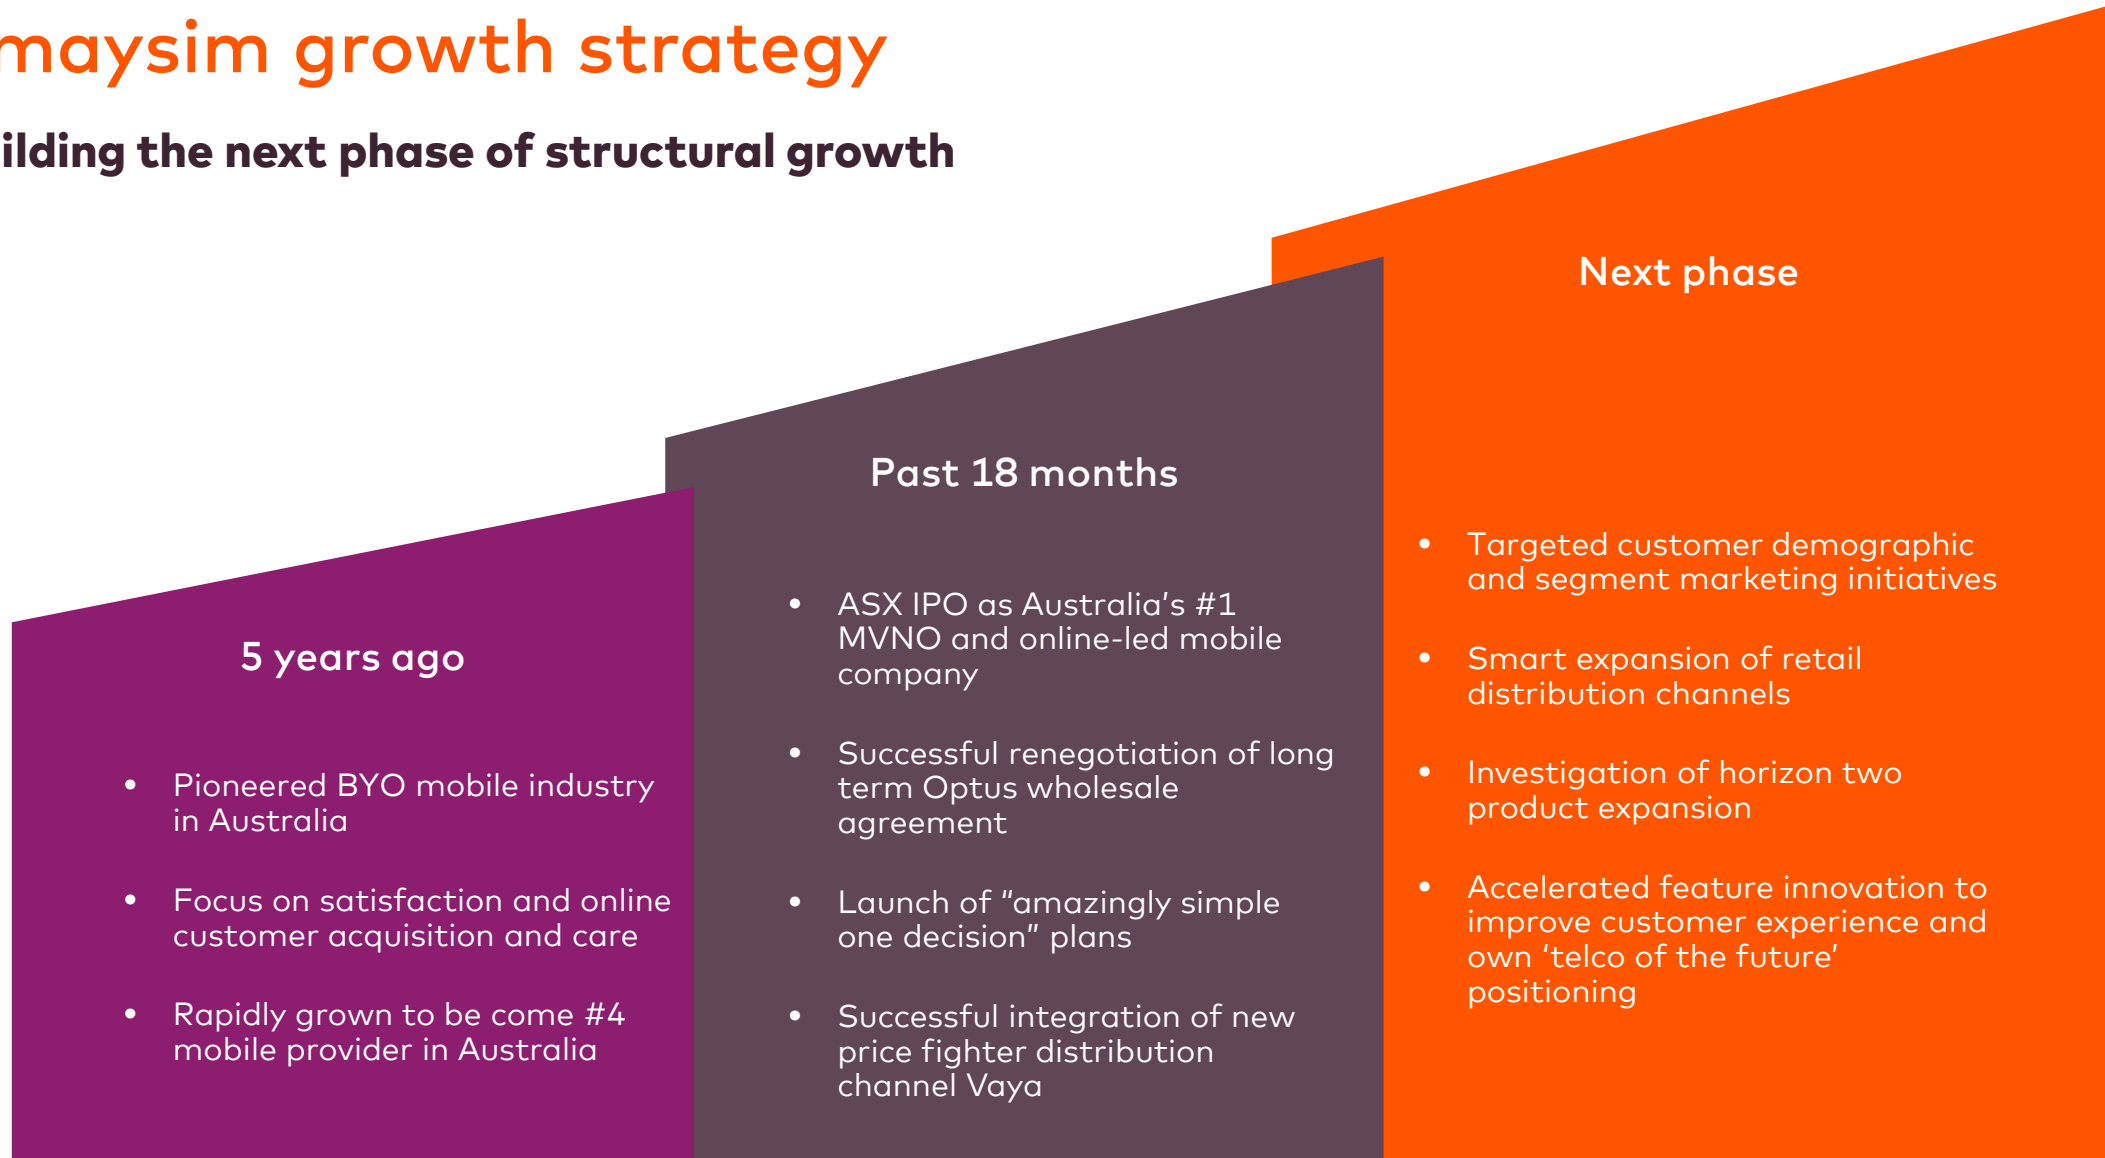 maysim growth strategy
ilding the next phase of structural growth
5 years ago
• Pioneered BYO mobile industry
in Australia
• Focus on satisfaction and online
customer acquisition and care
• Rapidly grown to be come #4
mobile provider in Australia
Past 18 months
• ASX IPO as Australia's #1
MVNO and online-led mobile
company
• Successful renegotiation of long
term Optus wholesale
agreement
• Launch of "amazingly simple
one decision" plans
• Successful integration of new
price fighter distribution
channel Vaya
Next phase
• Targeted customer demographic
and segment marketing initiatives
• Smart expansion of retail
distribution channels
• Investigation of horizon two
product expansion
• Accelerated feature innovation to
improve customer experience and
own ‘telco of the future’
positioning